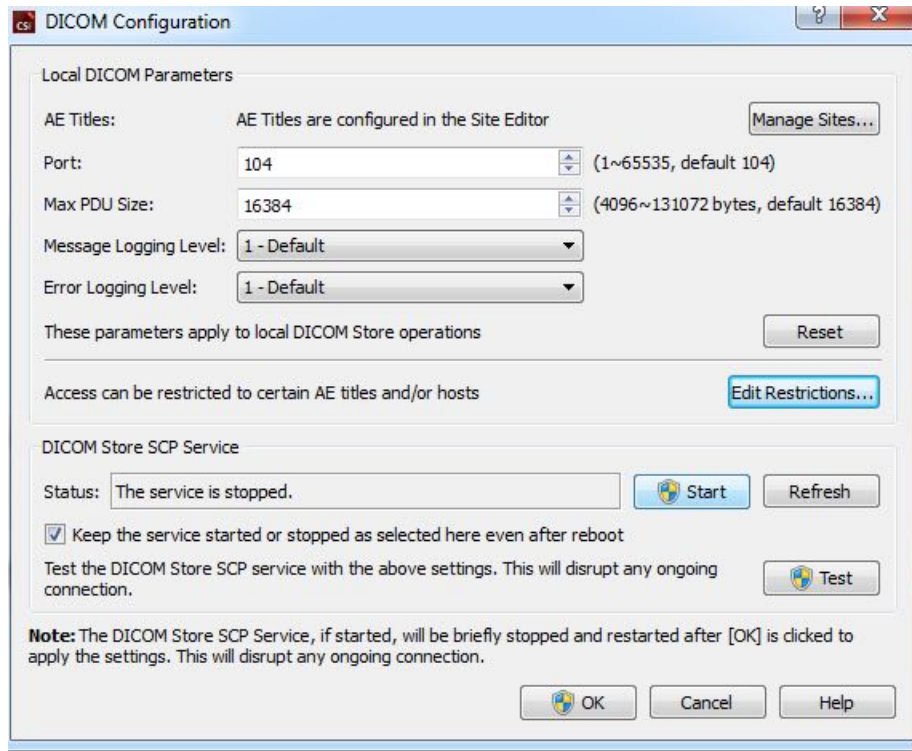 CSi DICOM Configuration
Local DICOM Parameters
AE Titles: AE Titles are configured in the Site Editor Manage Sites...
Port: 104 (1~65535, default 104)
Max PDU Size: 16384 (4096~131072 bytes, default 16384)
Message Logging Level: 1 - Default
Error Logging Level: 1 - Default
These parameters apply to local DICOM Store operations Reset
Access can be restricted to certain AE titles and/or hosts Edit Restrictions...
DICOM Store SCP Service
Status: The service is stopped. Start Refresh
Keep the service started or stopped as selected here even after reboot
Test the DICOM Store SCP service with the above settings. This will disrupt any ongoing
connection. Test
Note: The DICOM Store SCP Service, if started, will be briefly stopped and restarted after [OK] is clicked to
apply the settings. This will disrupt any ongoing connection.
OK Cancel Help